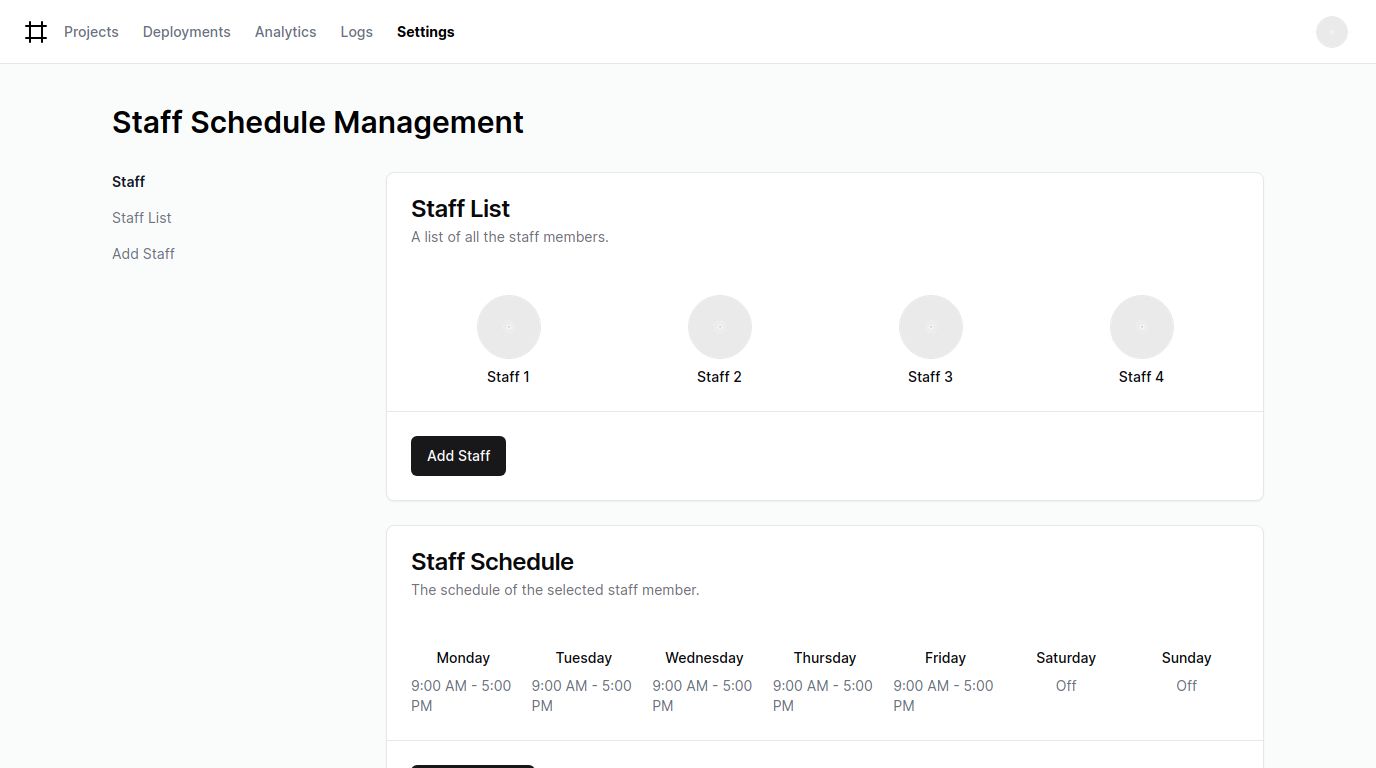 Projects Deployments Analytics Logs Settings
Staff Schedule Management
Staff
Staff List
Add Staff
Staff List
A list of all the staff members.
Staff 1 Staff 2 Staff 3 Staff 4
Add Staff
Staff Schedule
The schedule of the selected staff member.
Monday Tuesday Wednesday Thursday Friday Saturday Sunday
9:00 AM - 5:00 9:00 AM - 5:00 9:00 AM - 5:00 9:00 AM - 5:00 9:00 AM - 5:00 Off Off
PM PM PM PM PM